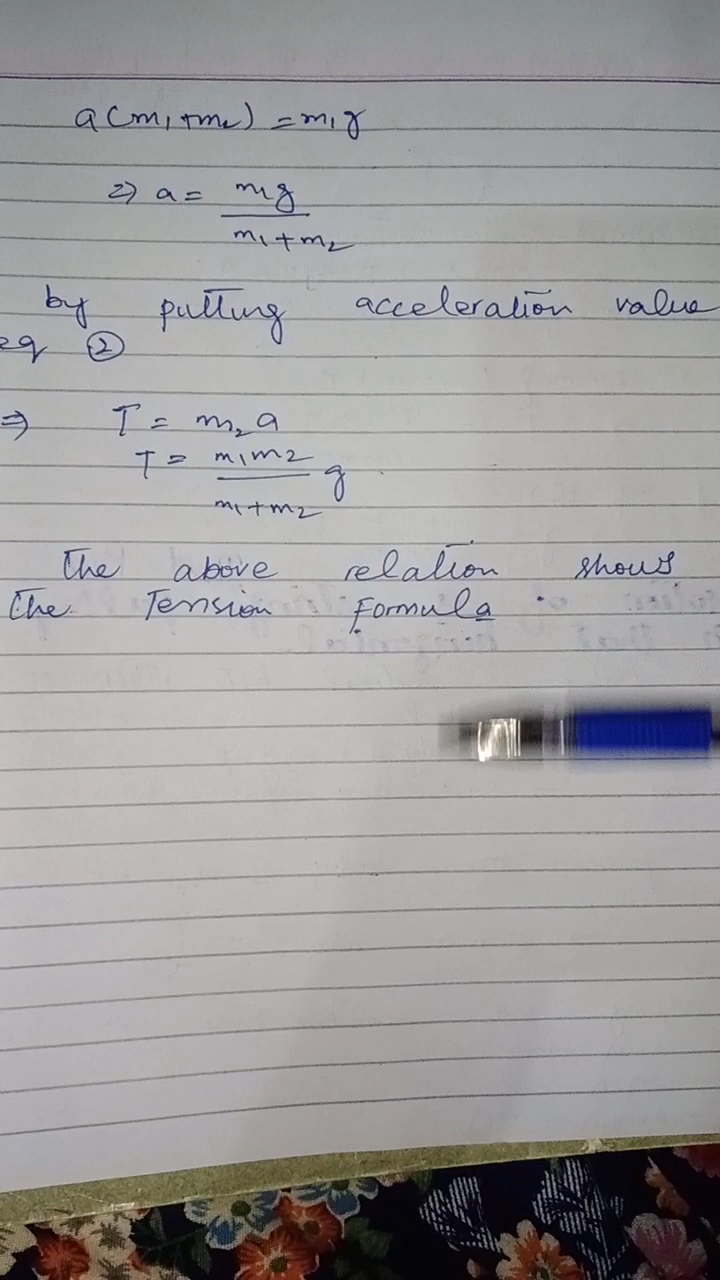 a(m₁+m₂) = m₁g
=> a = m₁g / m₁+m₂
by putting acceleration value
eq ②
⇒ T = m₂a
T = m₁m₂ / m₁+m₂ g
The above relation shows
The Tension Formula.